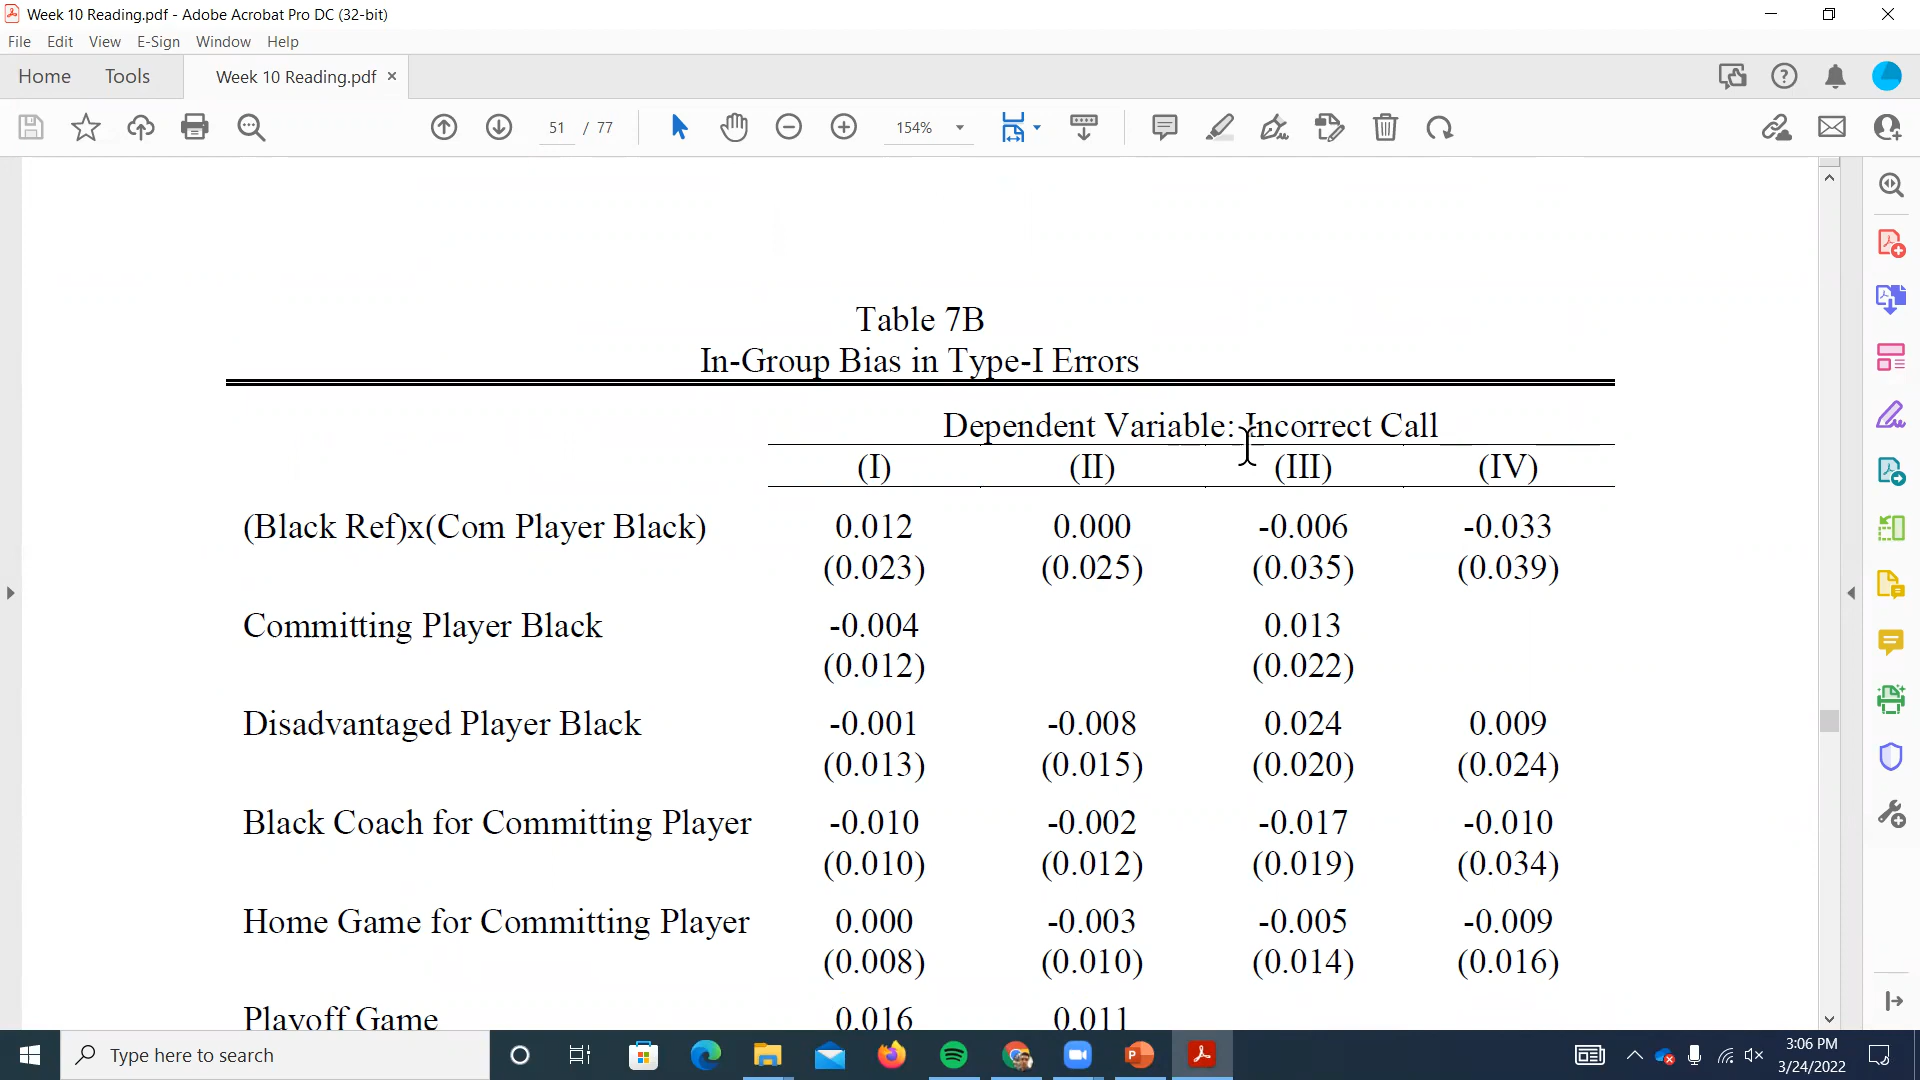 Week 10 Reading.pdf - Adobe Acrobat Pro DC (32-bit)
File Edit View E-Sign Window Help
Home Tools Week 10 Reading.pdf ×
51 / 77 154%
Table 7B
In-Group Bias in Type-I Errors
Dependent Variable: Incorrect Call
(I) (II) (III) (IV)
(Black Ref)x(Com Player Black) 0.012 0.000 -0.006 -0.033
(0.023) (0.025) (0.035) (0.039)
Committing Player Black -0.004 0.013
(0.012) (0.022)
Disadvantaged Player Black -0.001 -0.008 0.024 0.009
(0.013) (0.015) (0.020) (0.024)
Black Coach for Committing Player -0.010 -0.002 -0.017 -0.010
(0.010) (0.012) (0.019) (0.034)
Home Game for Committing Player 0.000 -0.003 -0.005 -0.009
(0.008) (0.010) (0.014) (0.016)
Playoff Game 0.016 0.011
Type here to search
3:06 PM
3/24/2022